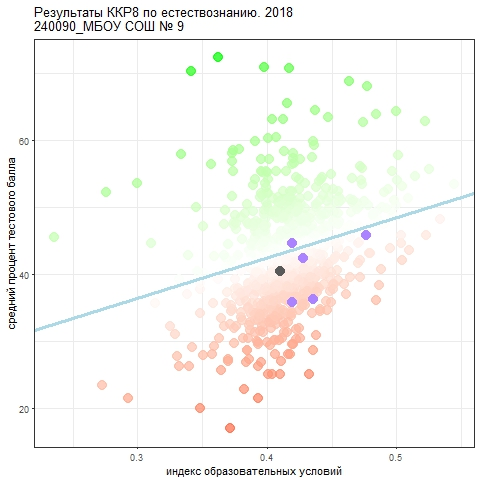 Результаты ККР8 по естествознанию. 2018
240090_МБОУ СОШ № 9
средний процент тестового балла
60
40
20
0.3
0.4
0.5
индекс образовательных условий